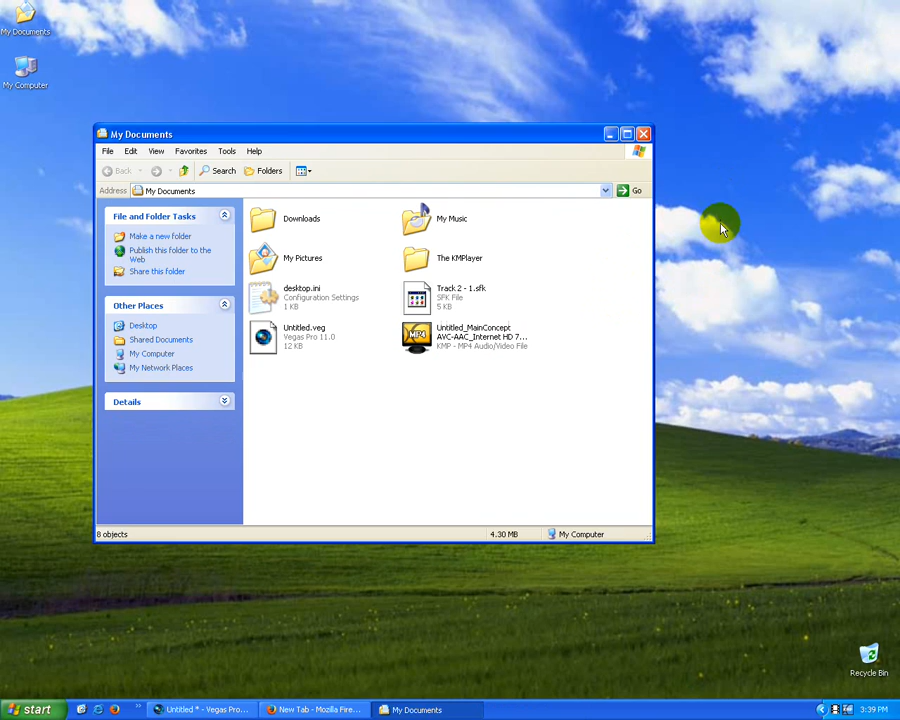 My Documents
My Computer
My Documents
File Edit View Favorites Tools Help
Back Search Folders
Address My Documents Go
File and Folder Tasks
Make a new folder
Publish this folder to the
Web
Share this folder
Other Places
Desktop
Shared Documents
My Computer
My Network Places
Details
Downloads
My Music
My Pictures
The KMPlayer
desktop.ini
Configuration Settings
1 KB
Track 2 - 1.sfk
SFK File
5 KB
Untitled.veg
Vegas Pro 11.0
12 KB
MP4
Untitled_MainConcept
AVC-AAC_Internet HD 7...
KMP - MP4 Audio/Video File
8 objects 4.30 MB My Computer
Recycle Bin
start Untitled * - Vegas Pro... New Tab - Mozilla Fire... My Documents 3:39 PM